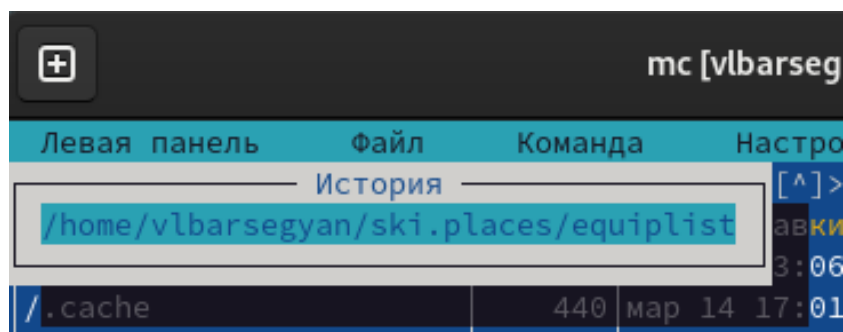 mc [vlbarseg
Левая панель Файл Команда Настро
История
[^]>
/home/vlbarsegyan/ski.places/equiplist
авки
3:06
/.cache 440 мар 14 17:01